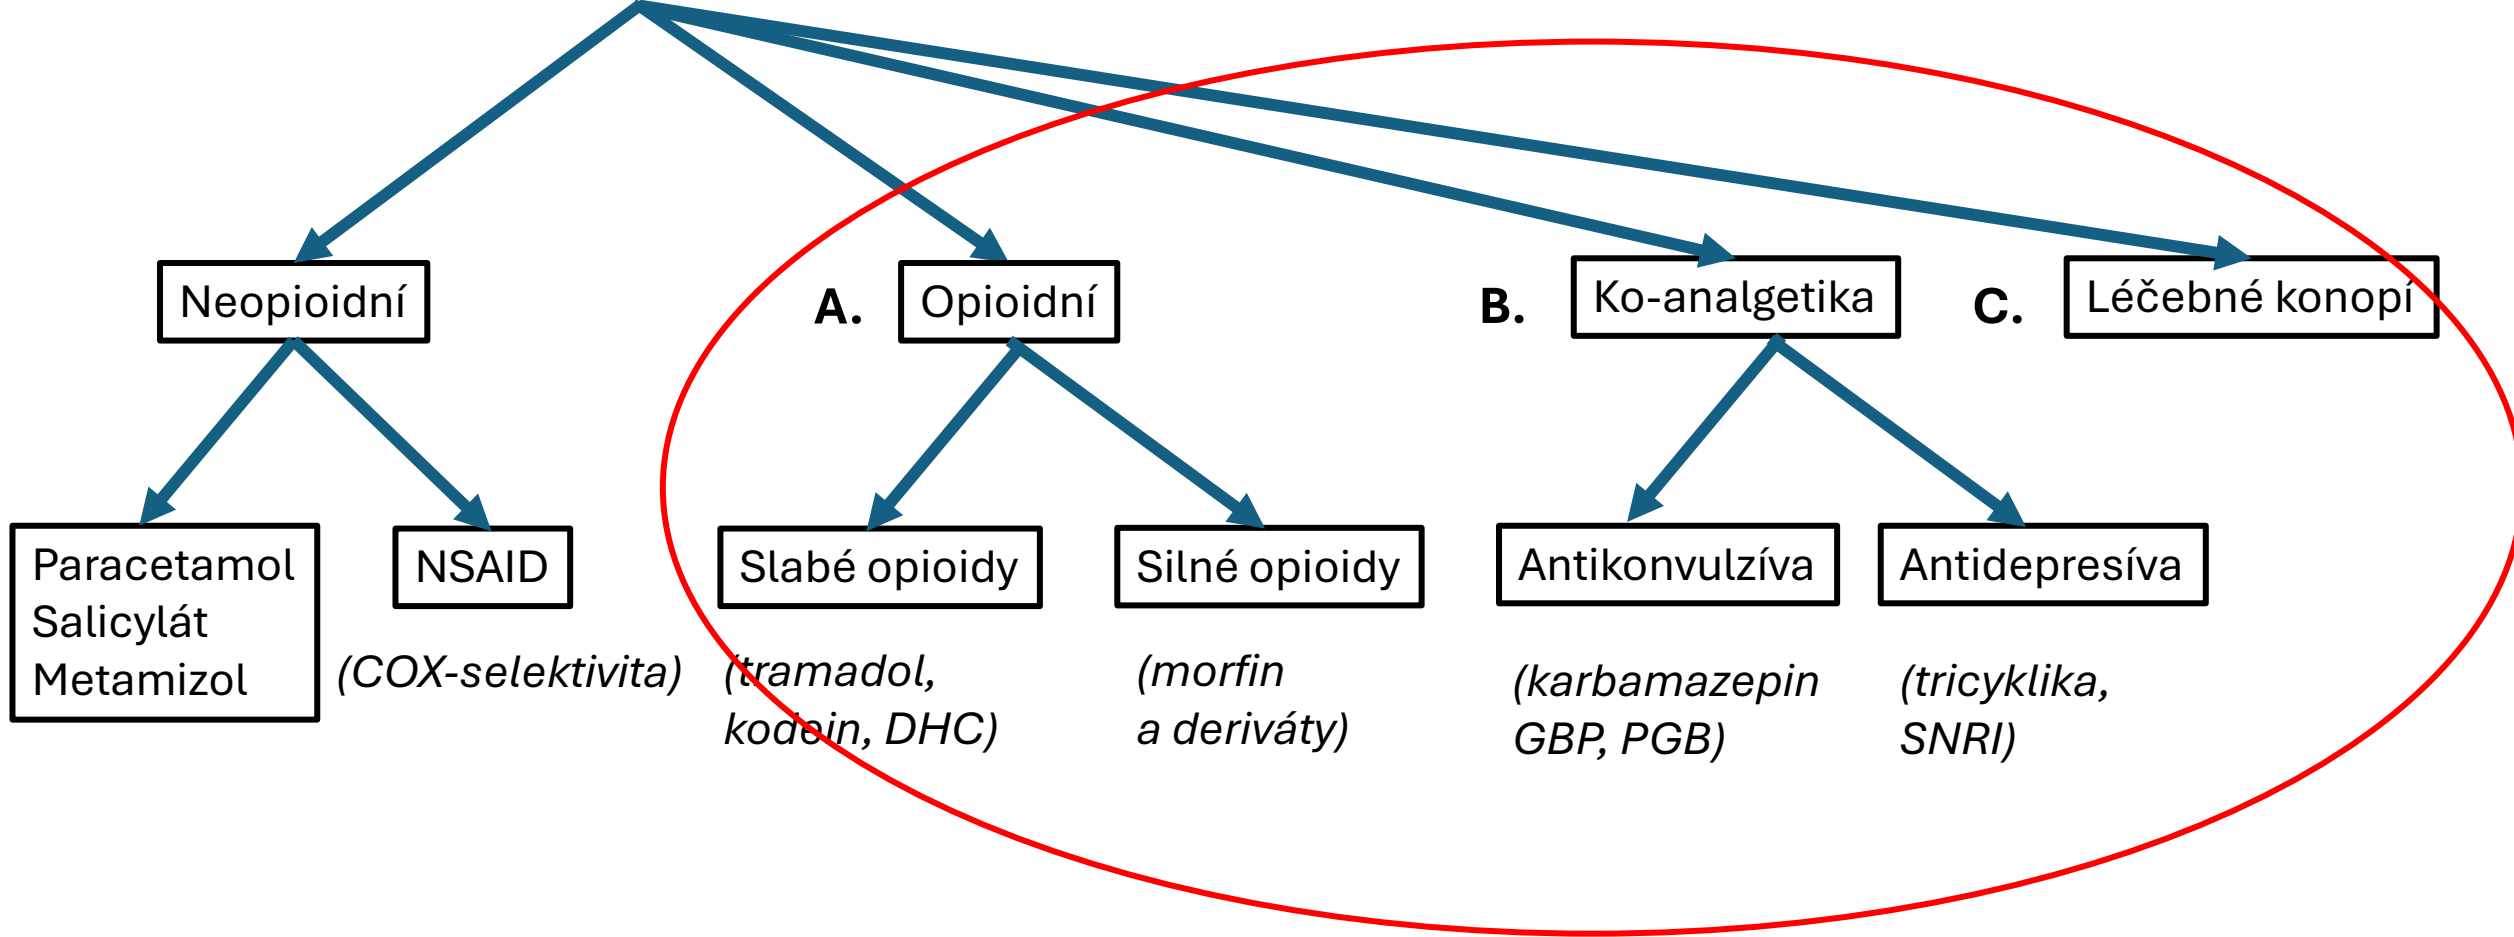 Neopioidní
A.
Opioidní
B.
Ko-analgetika
C.
Léčebné konopí
Paracetamol
Salicylát
Metamizol
NSAID
(COX-selektivita)
Slabé opioidy
(tramadol,
kodein, DHC)
Silné opioidy
(morfin
a deriváty)
Antikonvulzíva
(karbamazepin
GBP, PGB)
Antidepresíva
(tricyklika,
SNRI)